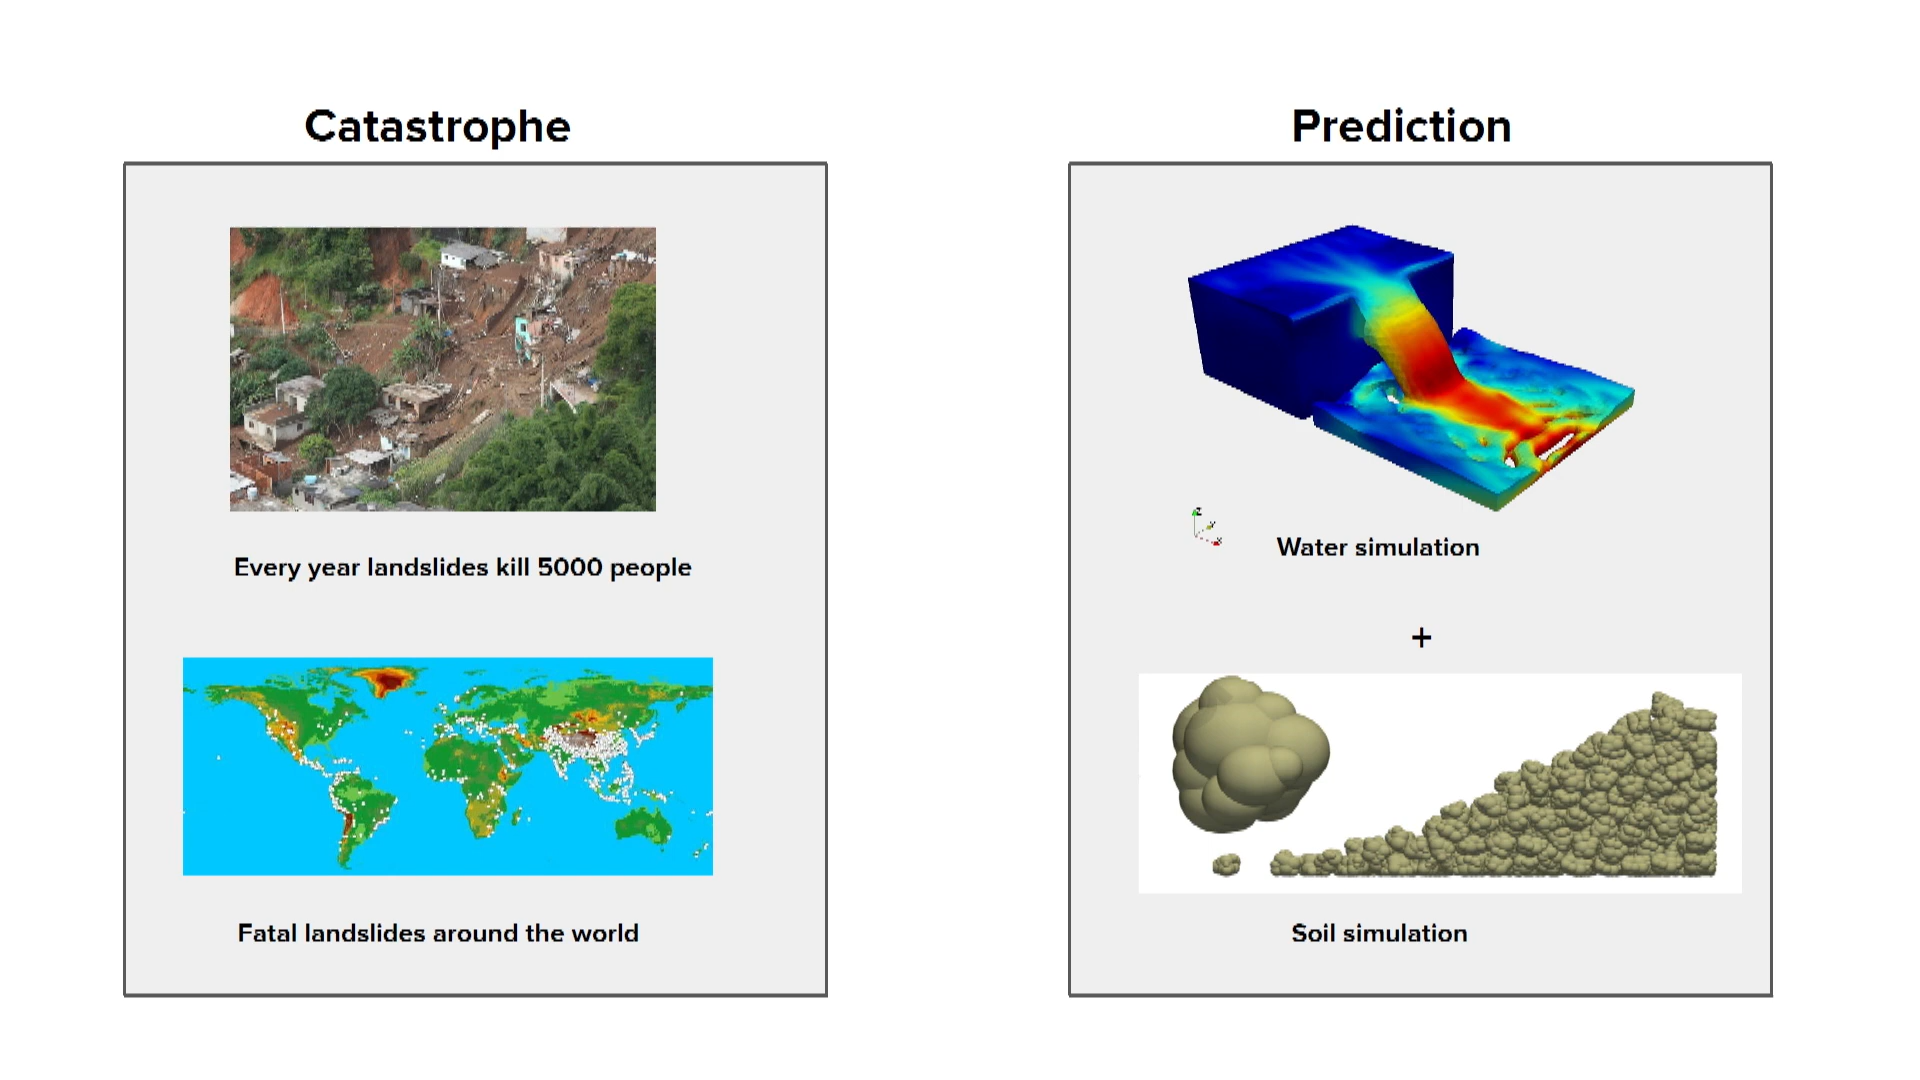 Catastrophe
Every year landslides kill 5000 people
Fatal landslides around the world
Prediction
Z
Y
X
Water simulation
+
Soil simulation